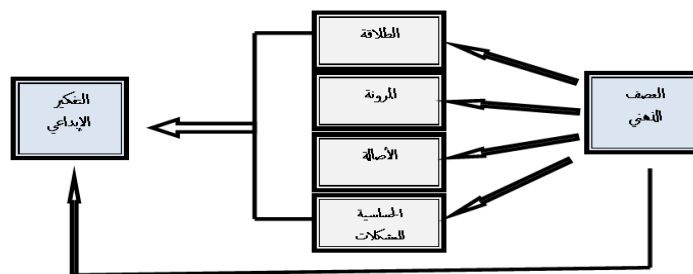 العصف
الذهني
الطلاقة
المرونة
الأصالة
الحساسية
للمشكلات
التفكير
الإبداعي